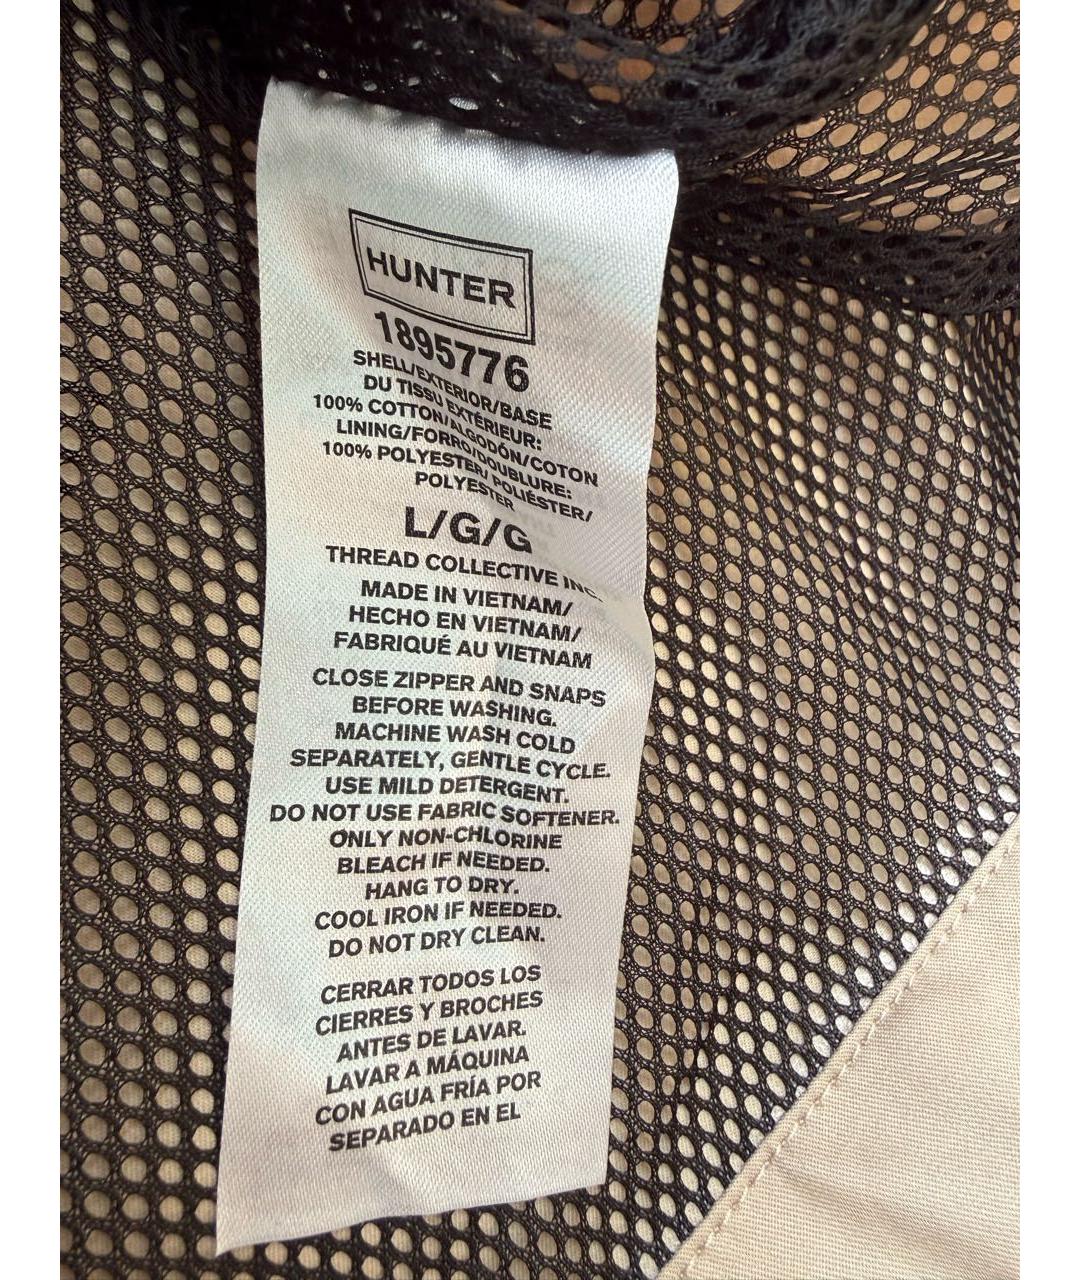 HUNTER
1895776
SHELL/EXTERIOR/BASE
DU TISSU EXTÉRIEUR:
100% COTTON/ALGODÓN/COTON
LINING/FORRO/DOUBLURE:
100% POLYESTER/POLIÉSTER/
POLYESTER
L/G/G
THREAD COLLECTIVE INC.
MADE IN VIETNAM/
HECHO EN VIETNAM/
FABRIQUÉ AU VIETNAM
CLOSE ZIPPER AND SNAPS
BEFORE WASHING.
MACHINE WASH COLD
SEPARATELY, GENTLE CYCLE.
USE MILD DETERGENT.
DO NOT USE FABRIC SOFTENER.
ONLY NON-CHLORINE
BLEACH IF NEEDED.
HANG TO DRY.
COOL IRON IF NEEDED.
DO NOT DRY CLEAN.
CERRAR TODOS LOS
CIERRES Y BROCHES
ANTES DE LAVAR.
LAVAR A MÁQUINA
CON AGUA FRÍA POR
SEPARADO EN EL